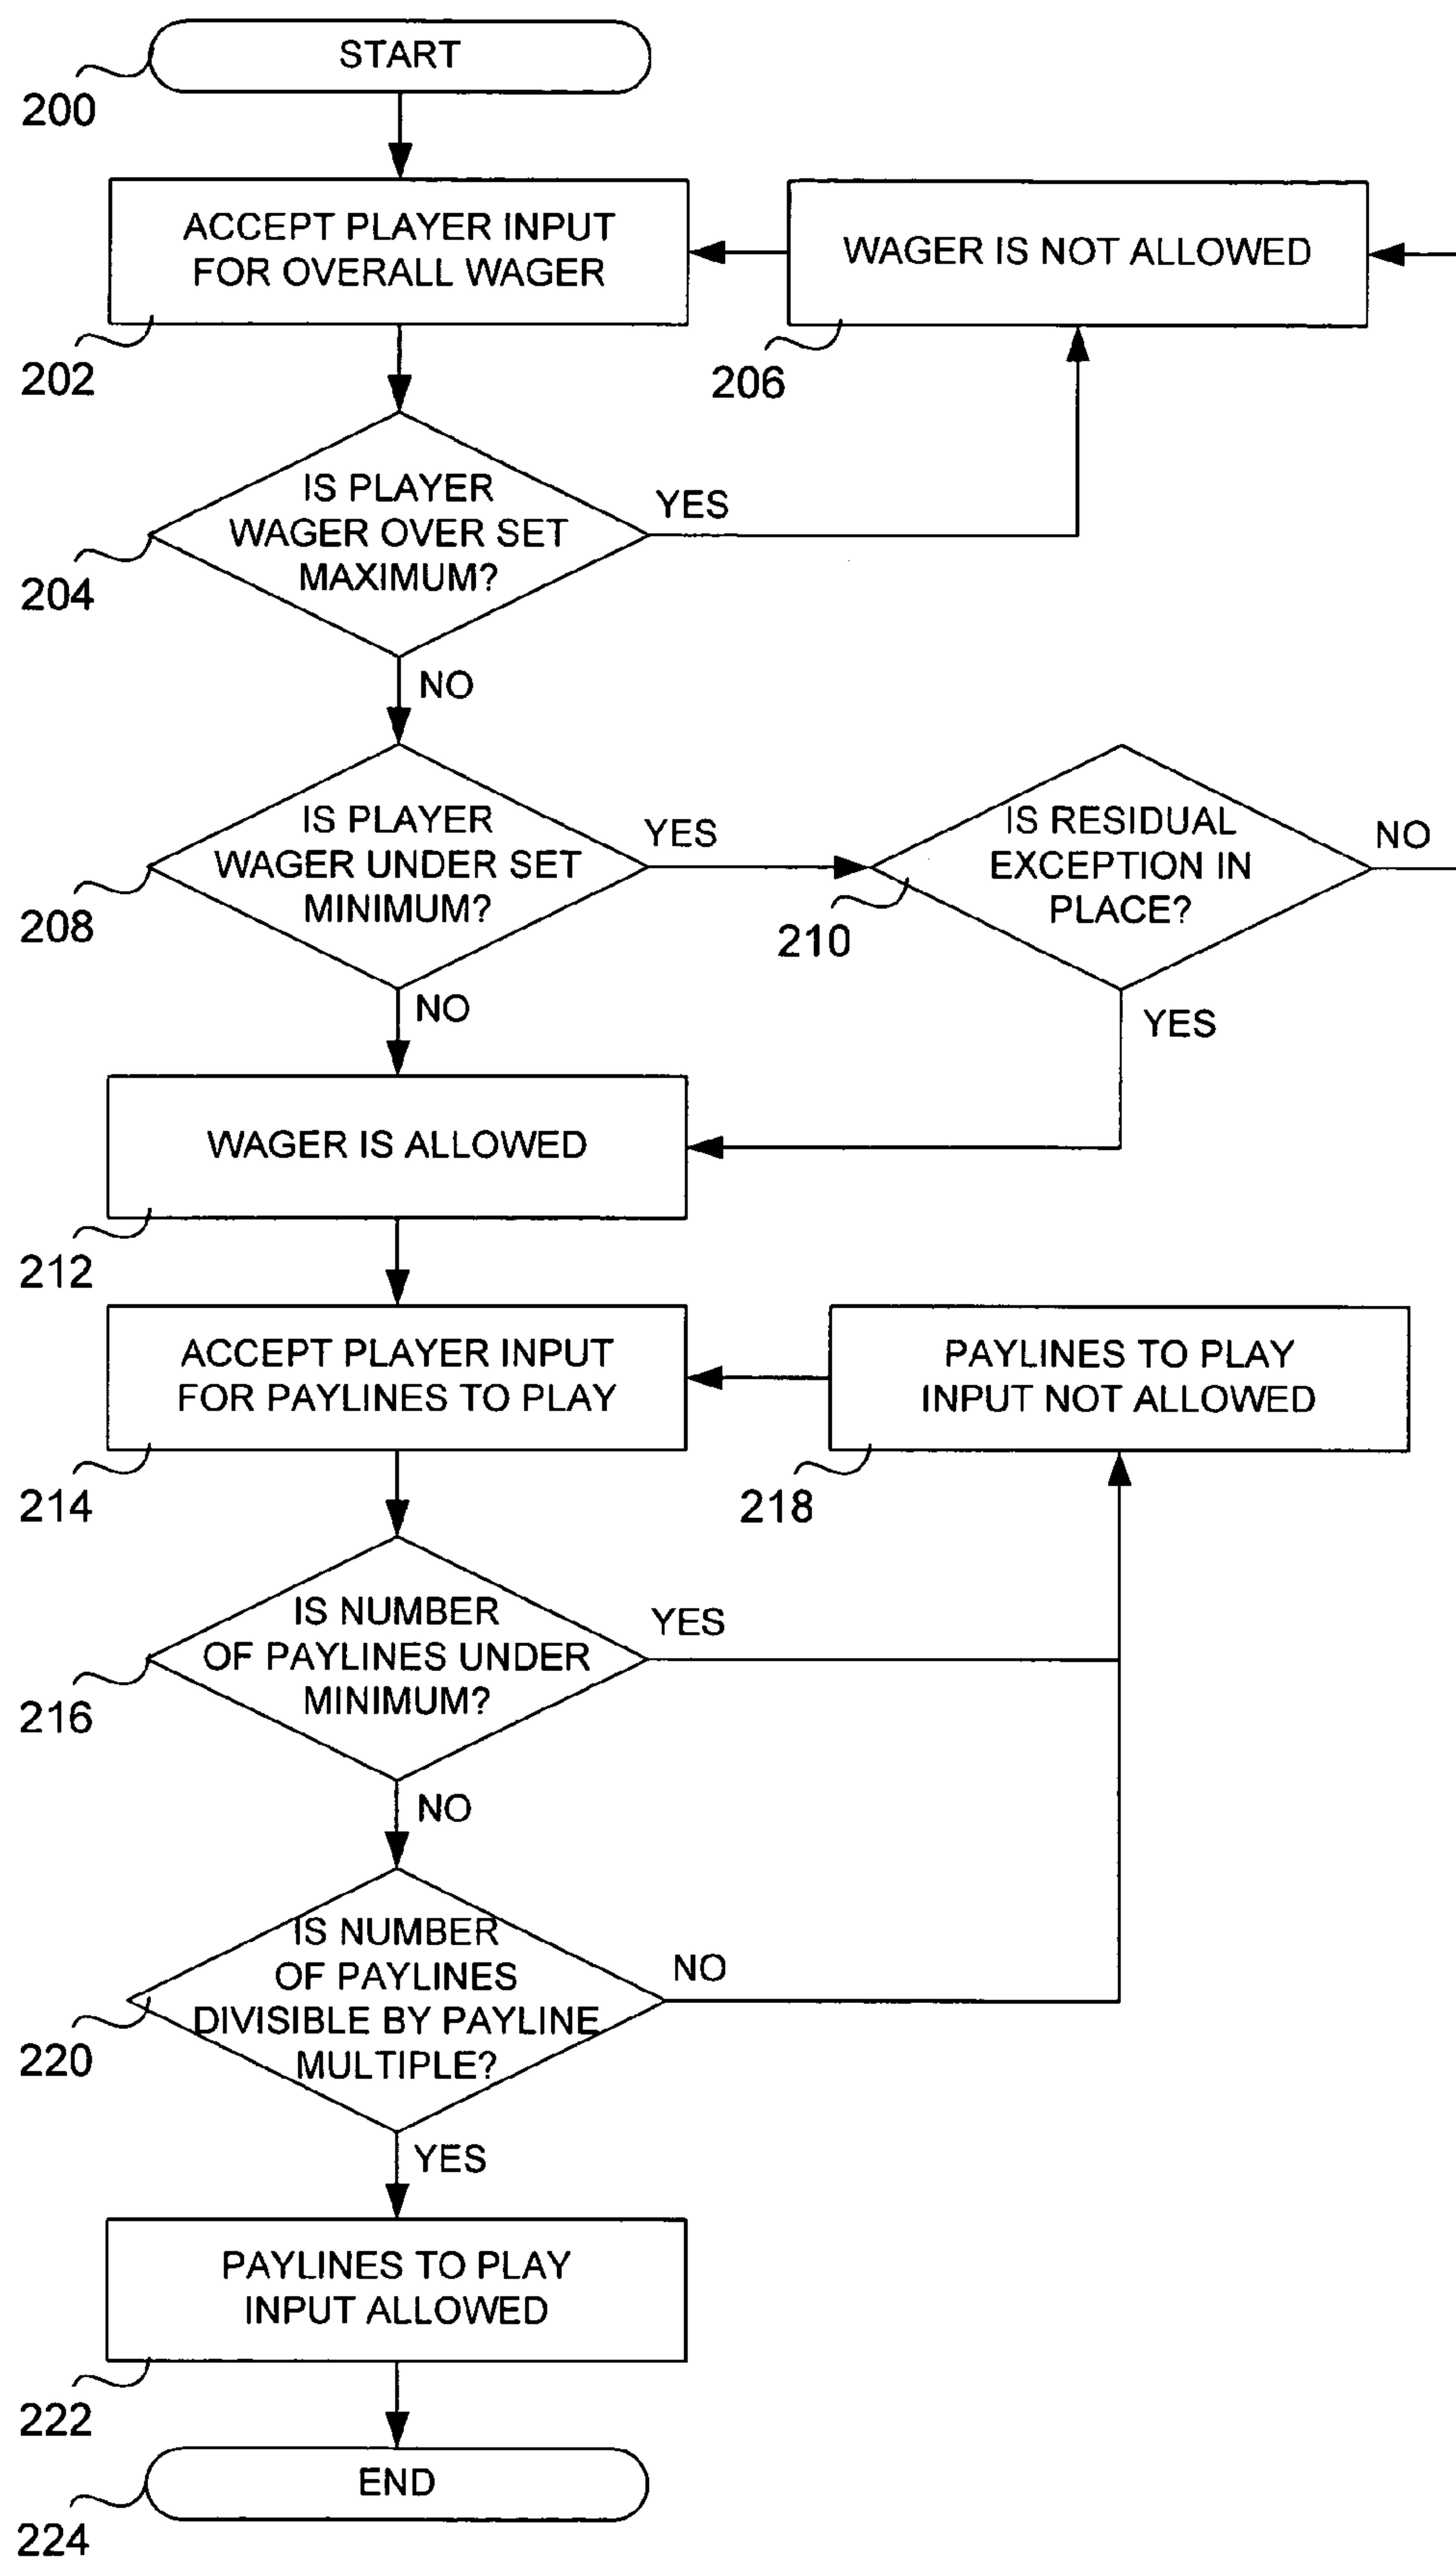 START
200
ACCEPT PLAYER INPUT
FOR OVERALL WAGER
202
WAGER IS NOT ALLOWED
206
IS PLAYER
WAGER OVER SET
MAXIMUM?
YES
204
NO
IS PLAYER
WAGER UNDER SET
MINIMUM?
YES
208
IS RESIDUAL
EXCEPTION IN
PLACE?
NO
210
NO
YES
WAGER IS ALLOWED
212
ACCEPT PLAYER INPUT
FOR PAYLINES TO PLAY
214
PAYLINES TO PLAY
INPUT NOT ALLOWED
218
IS NUMBER
OF PAYLINES UNDER
MINIMUM?
YES
216
NO
IS NUMBER
OF PAYLINES
DIVISIBLE BY PAYLINE
MULTIPLE?
NO
220
YES
PAYLINES TO PLAY
INPUT ALLOWED
222
END
224